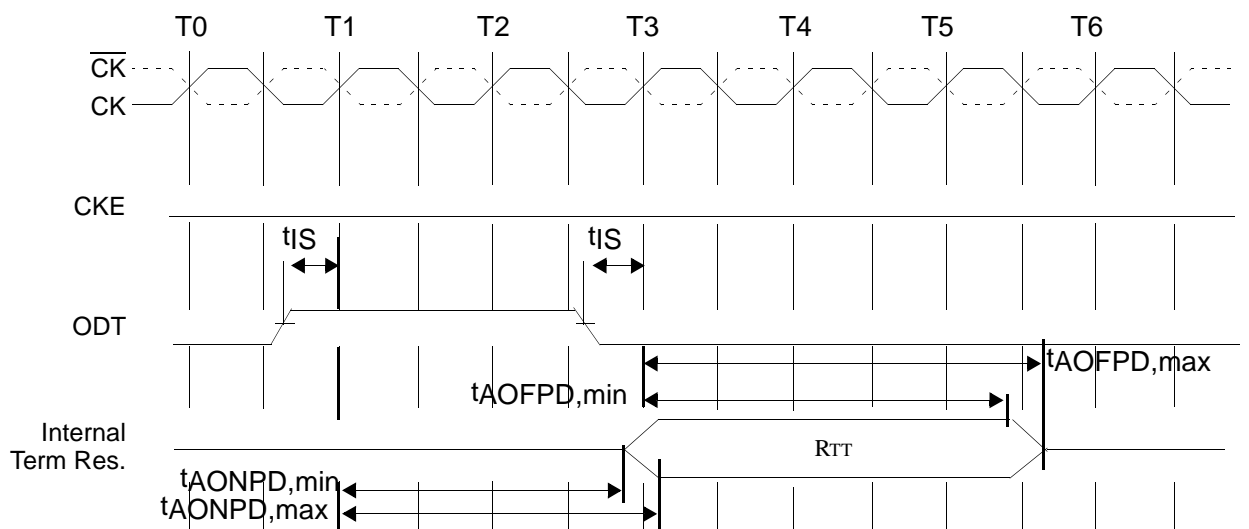 T0 T1 T2 T3 T4 T5 T6
CK
CK
CKE
tIS tIS
ODT
tAOFPD,max
tAOFPD,min
Internal
Term Res.
RTT
tAONPD,min
tAONPD,max